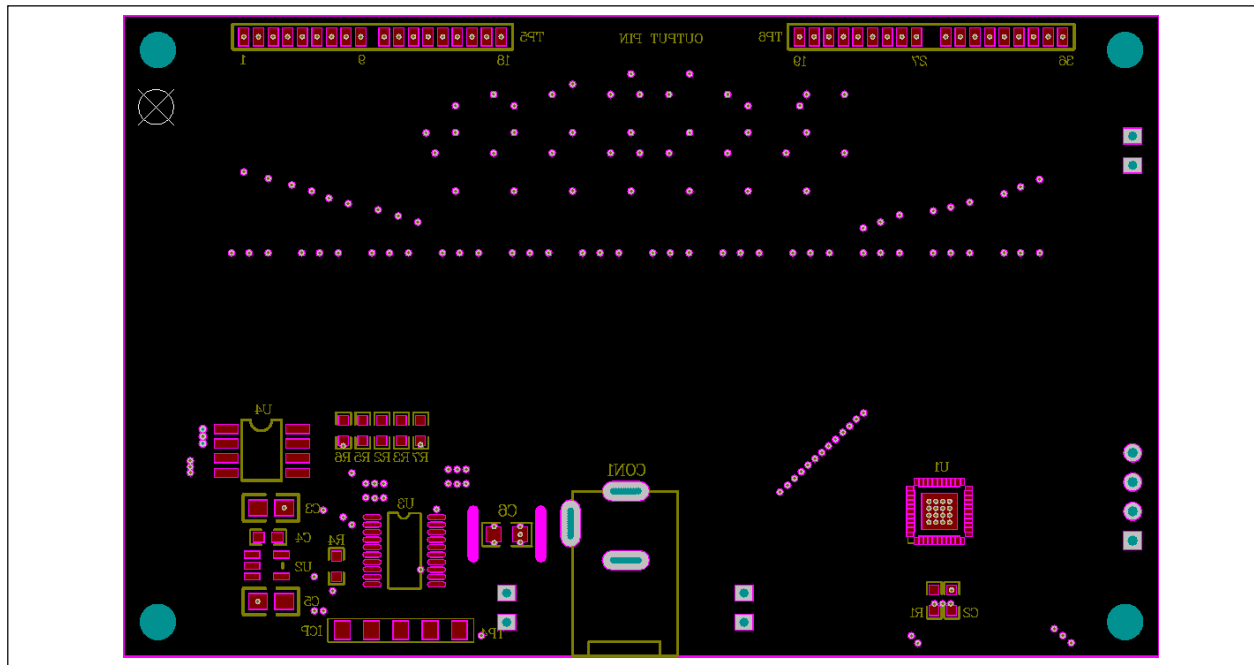 TP5
OUTPUT PIN
TP6
1
9
18
19
27
36
U4
R6
R5
R2
R3
R7
CON1
U1
C3
U3
C6
C4
R4
U2
C5
ICP
TP4
R1
C2